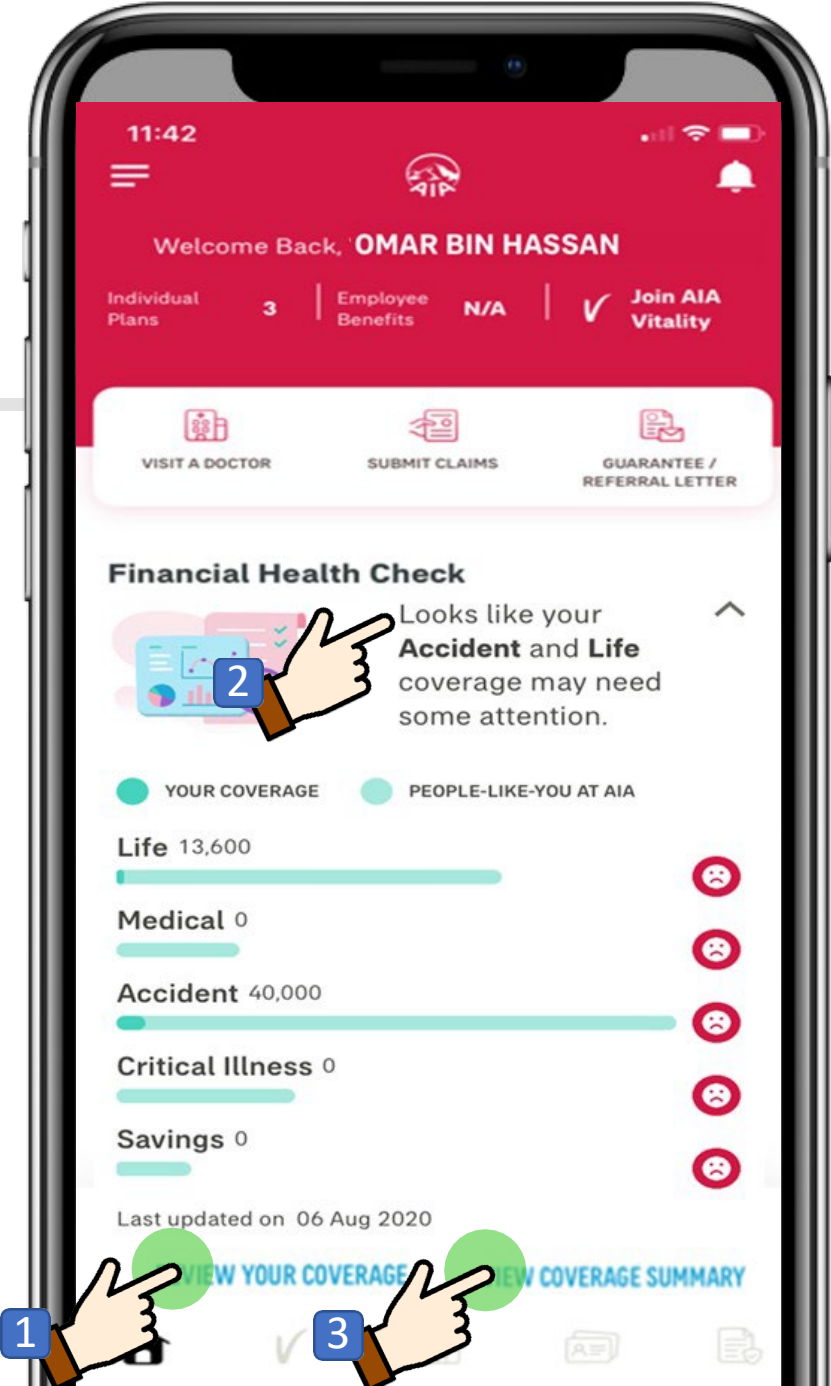 11:42
AIA
Welcome Back, OMAR BIN HASSAN
Individual Plans 3
Employee Benefits N/A
Join AIA Vitality
VISIT A DOCTOR
SUBMIT CLAIMS
GUARANTEE /
REFERRAL LETTER
Financial Health Check
Looks like your
Accident and Life
coverage may need
some attention.
2
YOUR COVERAGE
PEOPLE-LIKE-YOU AT AIA
Life 13,600
Medical 0
Accident 40,000
Critical Illness 0
Savings 0
Last updated on 06 Aug 2020
YOUR COVERAGE
COVERAGE SUMMARY
1
3